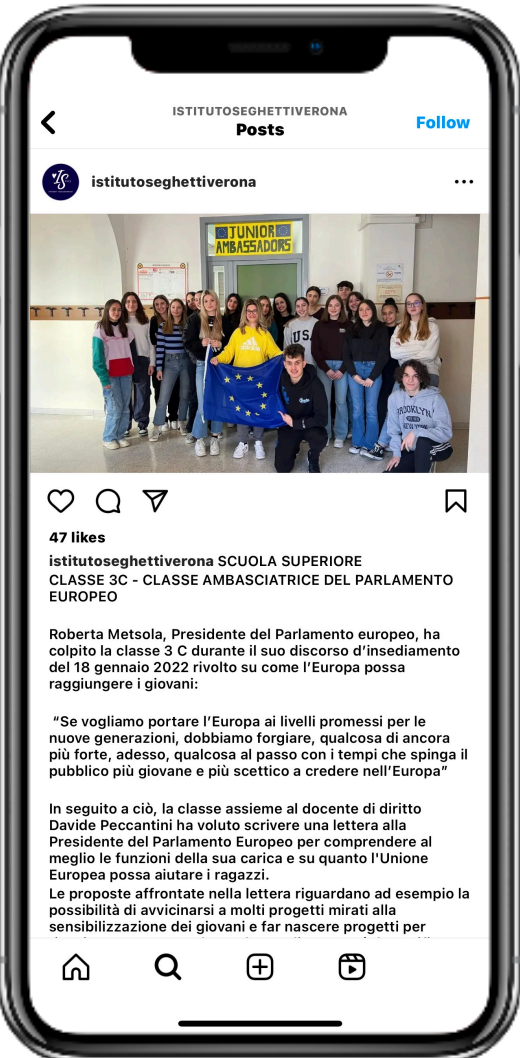 ISTITUTOSEGHETTIVERONA
Posts
Follow
IS
istitutoseghettiverona
JUNIOR
AMBASSADORS
USA
BROOKLYN
NEW YORK
47 likes
istitutoseghettiverona SCUOLA SUPERIORE
CLASSE 3C - CLASSE AMBASCIATRICE DEL PARLAMENTO
EUROPEO
Roberta Metsola, Presidente del Parlamento europeo, ha
colpito la classe 3 C durante il suo discorso d’insediamento
del 18 gennaio 2022 rivolto su come l’Europa possa
raggiungere i giovani:
“Se vogliamo portare l’Europa ai livelli promessi per le
nuove generazioni, dobbiamo forgiare, qualcosa di ancora
più forte, adesso, qualcosa al passo con i tempi che spinga il
pubblico più giovane e più scettico a credere nell’Europa”
In seguito a ciò, la classe assieme al docente di diritto
Davide Peccantini ha voluto scrivere una lettera alla
Presidente del Parlamento Europeo per comprendere al
meglio le funzioni della sua carica e su quanto l'Unione
Europea possa aiutare i ragazzi.
Le proposte affrontate nella lettera riguardano ad esempio la
possibilità di avvicinarsi a molti progetti mirati alla
sensibilizzazione dei giovani e far nascere progetti per